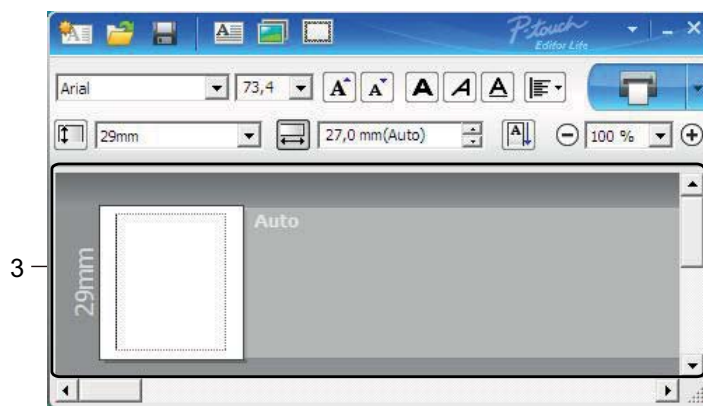 P-touch
Editor Lite
Arial 73,4 A A A A A
29mm 27,0 mm(Auto) A 100 %
Auto
29mm
3